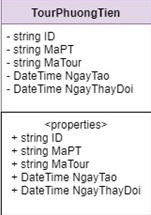 TourPhuongTien
- string ID
- string MaPT
- string MaTour
- DateTime NgayTao
- DateTime NgayThayDoi
<properties>
+ string ID
+ string MaPT
+ string MaTour
+ DateTime NgayTao
+ DateTime NgayThayDoi